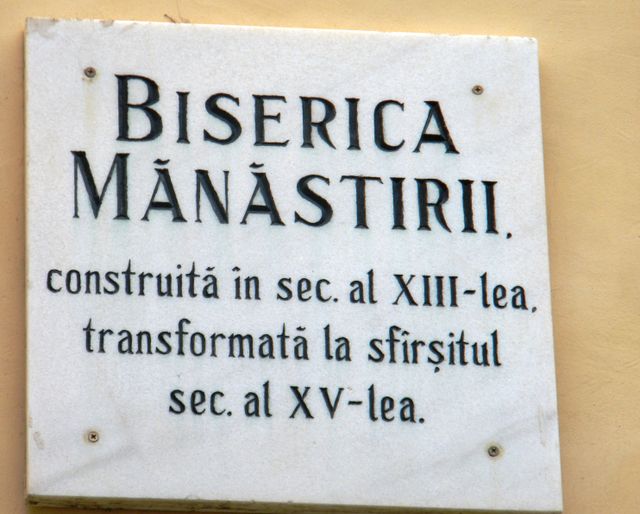 BISERICA
MĂNĂSTIRII.
construită în sec. al XIII-lea.
transformată la sfîrșitul
sec. al XV-lea.